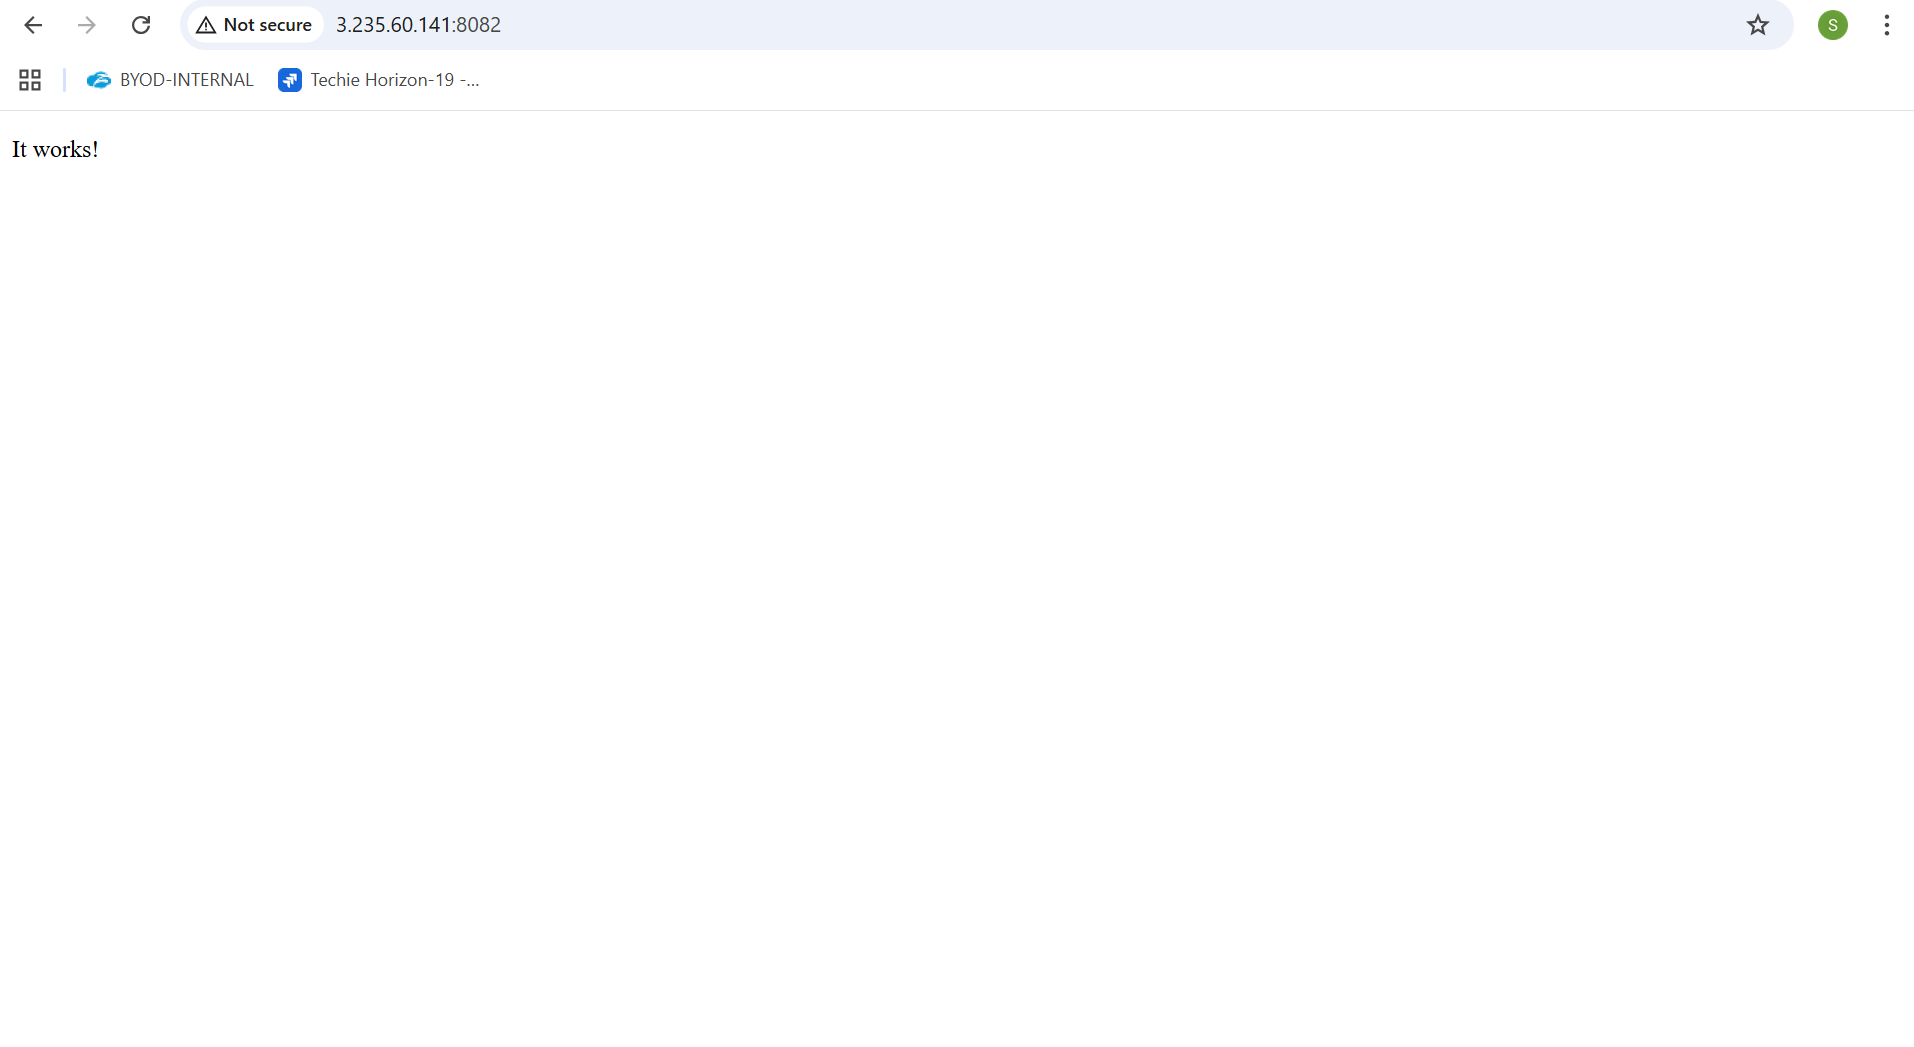 Not secure 3.235.60.141:8082 S
BYOD-INTERNAL Techie Horizon-19 -...
It works!